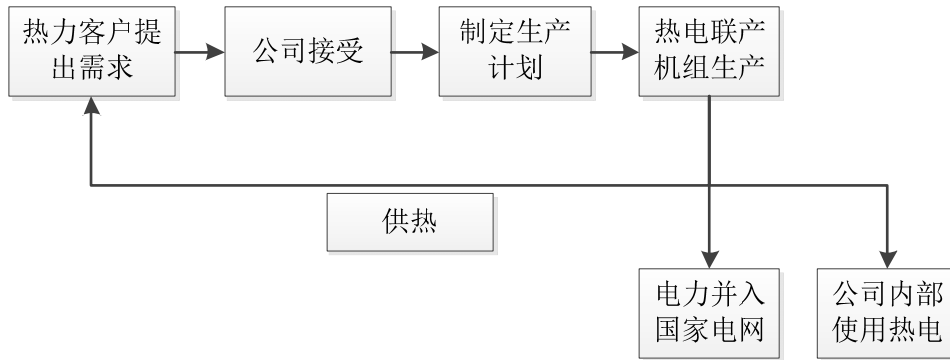 热力客户提
出需求
公司接受
制定生产
计划
热电联产
机组生产
供热
电力并入
国家电网
公司内部
使用热电